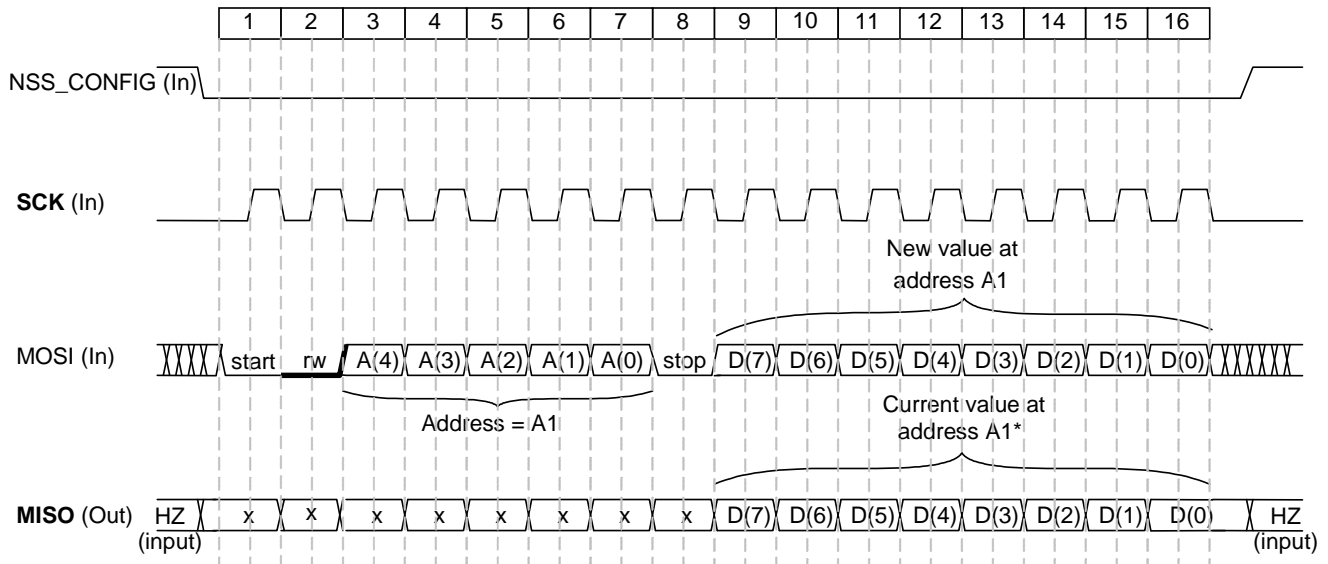 1 2 3 4 5 6 7 8 9 10 11 12 13 14 15 16
NSS_CONFIG (In)
SCK (In)
New value at
address A1
MOSI (In) start rw A(4) A(3) A(2) A(1) A(0) stop D(7) D(6) D(5) D(4) D(3) D(2) D(1) D(0)
Address = A1
Current value at
address A1*
MISO (Out) HZ x x x x x x x x D(7) D(6) D(5) D(4) D(3) D(2) D(1) D(0) HZ
(input) (input)